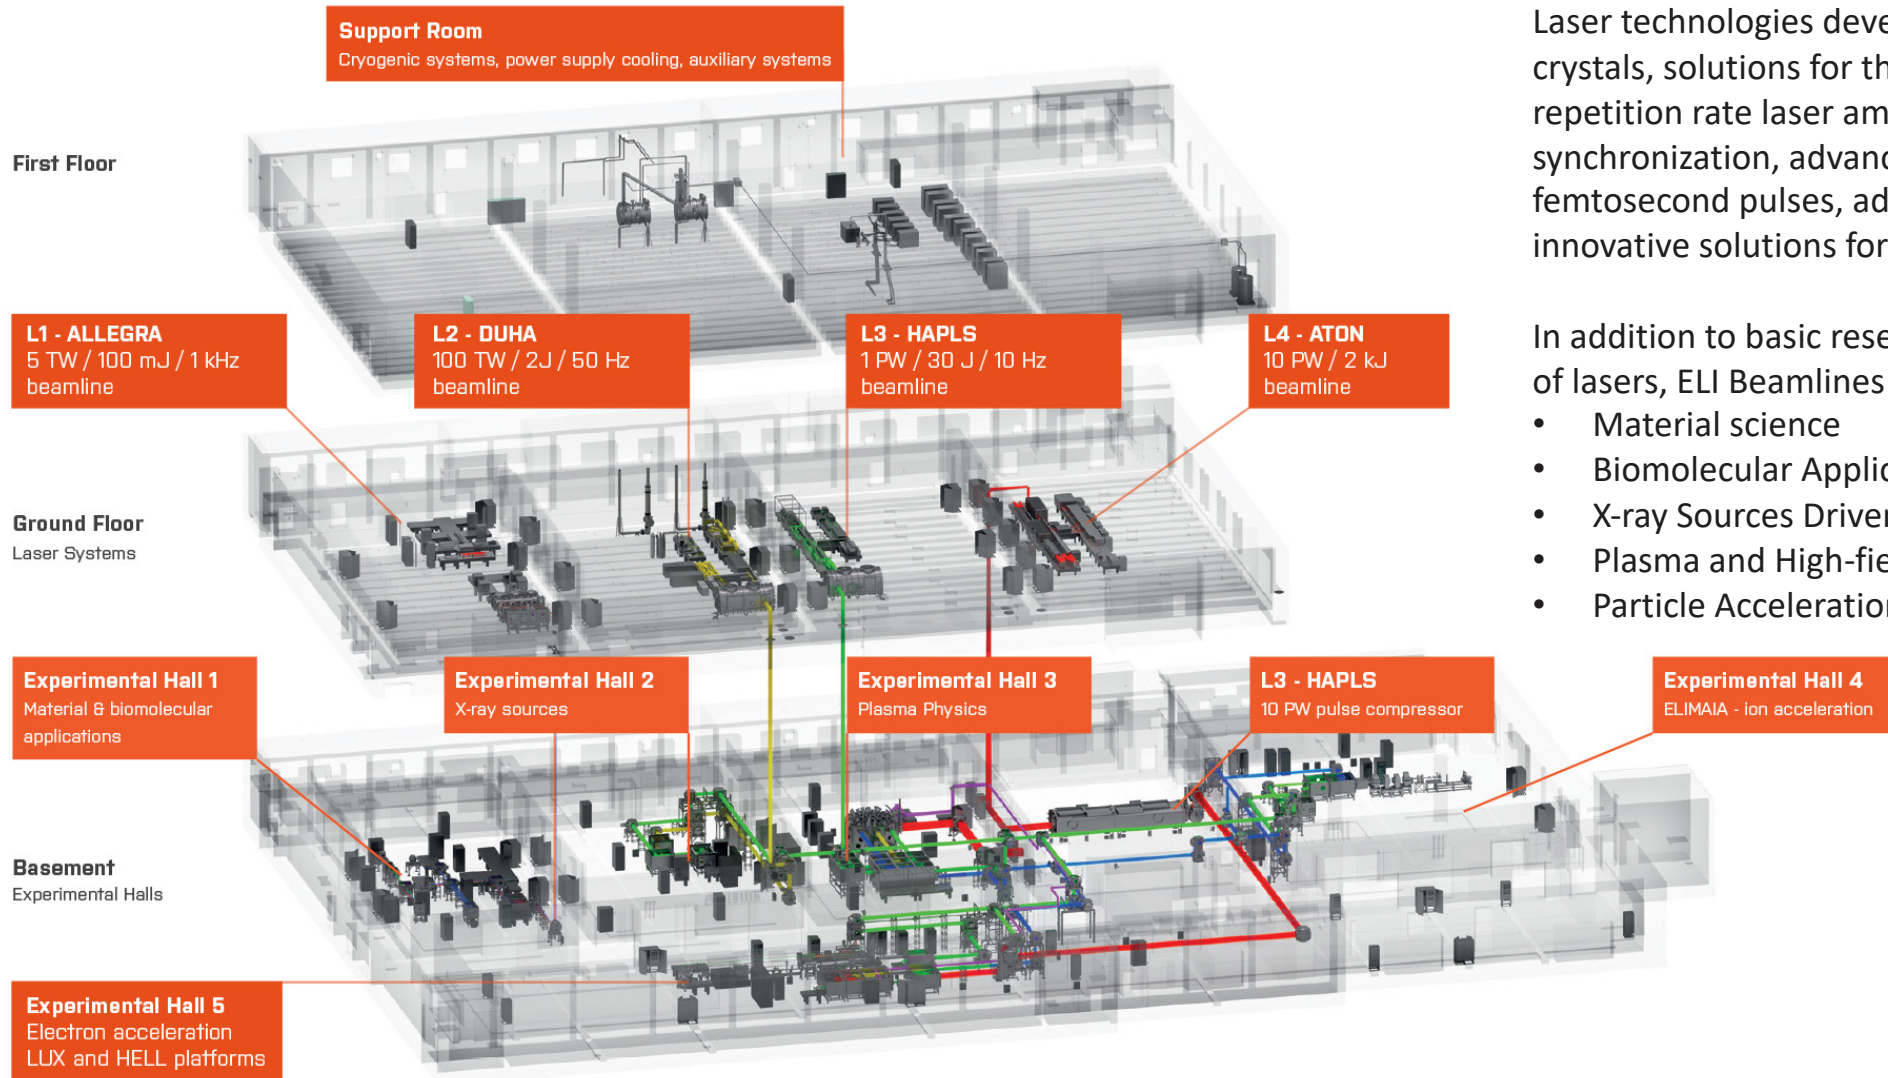 Support Room
Cryogenic systems, power supply cooling, auxiliary systems
First Floor
L1 - ALLEGRA
5 TW / 100 mJ / 1 kHz
beamline
L2 - DUHA
100 TW / 2J / 50 Hz
beamline
L3 - HAPLS
1 PW / 30 J / 10 Hz
beamline
L4 - ATON
10 PW / 2 kJ
beamline
Ground Floor
Laser Systems
Experimental Hall 1
Material & biomolecular
applications
Experimental Hall 2
X-ray sources
Experimental Hall 3
Plasma Physics
L3 - HAPLS
10 PW pulse compressor
Experimental Hall 4
ELIMAIA - ion acceleration
Basement
Experimental Halls
Experimental Hall 5
Electron acceleration
LUX and HELL platforms
Laser technologies deve
crystals, solutions for th
repetition rate laser am
synchronization, advanc
femtosecond pulses, ad
innovative solutions for
In addition to basic rese
of lasers, ELI Beamlines
• Material science
• Biomolecular Applic
• X-ray Sources Driver
• Plasma and High-fie
• Particle Acceleration